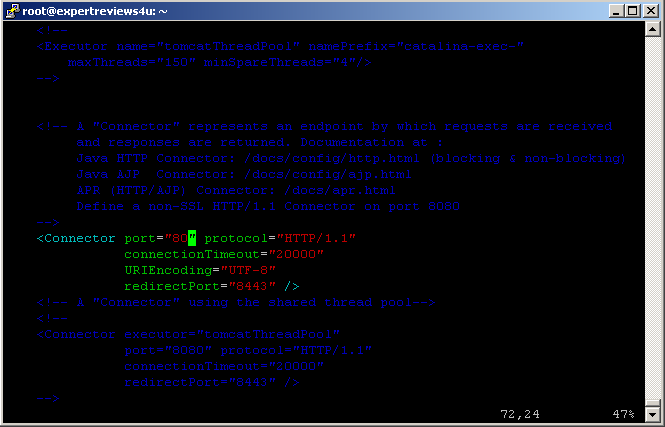 root@expertreviews4u: ~
<!--
<Executor name="tomcatThreadPool" namePrefix="catalina-exec-"
maxThreads="150" minSpareThreads="4"/>
-->
<!-- A "Connector" represents an endpoint by which requests are received
and responses are returned. Documentation at :
Java HTTP Connector: /docs/config/http.html (blocking & non-blocking)
Java AJP  Connector: /docs/config/ajp.html
APR (HTTP/AJP) Connector: /docs/apr.html
Define a non-SSL HTTP/1.1 Connector on port 8080
-->
<Connector port="80" protocol="HTTP/1.1"
connectionTimeout="20000"
URIEncoding="UTF-8"
redirectPort="8443" />
<!-- A "Connector" using the shared thread pool-->
<!--
<Connector executor="tomcatThreadPool"
port="8080" protocol="HTTP/1.1"
connectionTimeout="20000"
redirectPort="8443" />
-->
72,24 47%